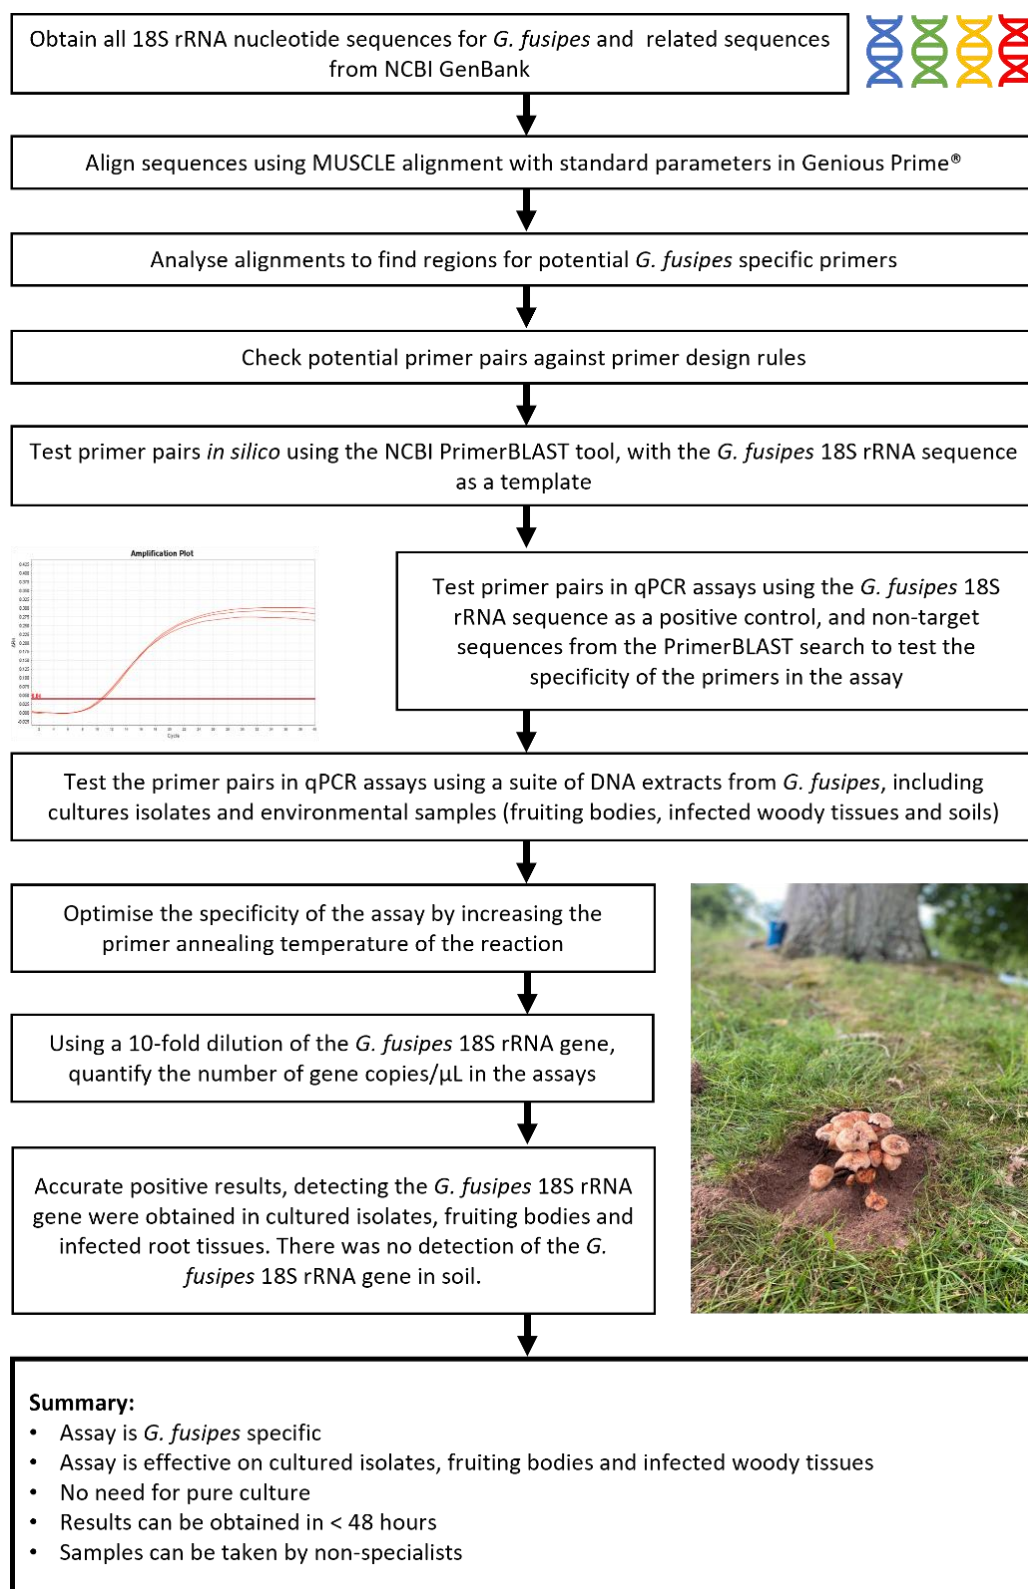 Obtain all 18S rRNA nucleotide sequences for G. fusipes and related sequences
from NCBI GenBank
Align sequences using MUSCLE alignment with standard parameters in Genious Prime®
Analyse alignments to find regions for potential G. fusipes specific primers
Check potential primer pairs against primer design rules
Test primer pairs in silico using the NCBI PrimerBLAST tool, with the G. fusipes 18S rRNA sequence
as a template
Amplification Plot
Cycle
Test primer pairs in qPCR assays using the G. fusipes 18S
rRNA sequence as a positive control, and non-target
sequences from the PrimerBLAST search to test the
specificity of the primers in the assay
Test the primer pairs in qPCR assays using a suite of DNA extracts from G. fusipes, including
cultures isolates and environmental samples (fruiting bodies, infected woody tissues and soils)
Optimise the specificity of the assay by increasing the
primer annealing temperature of the reaction
Using a 10-fold dilution of the G. fusipes 18S rRNA gene,
quantify the number of gene copies/µL in the assays
Accurate positive results, detecting the G. fusipes 18S rRNA
gene were obtained in cultured isolates, fruiting bodies and
infected root tissues. There was no detection of the G.
fusipes 18S rRNA gene in soil.
Summary:
• Assay is G. fusipes specific
• Assay is effective on cultured isolates, fruiting bodies and infected woody tissues
• No need for pure culture
• Results can be obtained in < 48 hours
• Samples can be taken by non-specialists